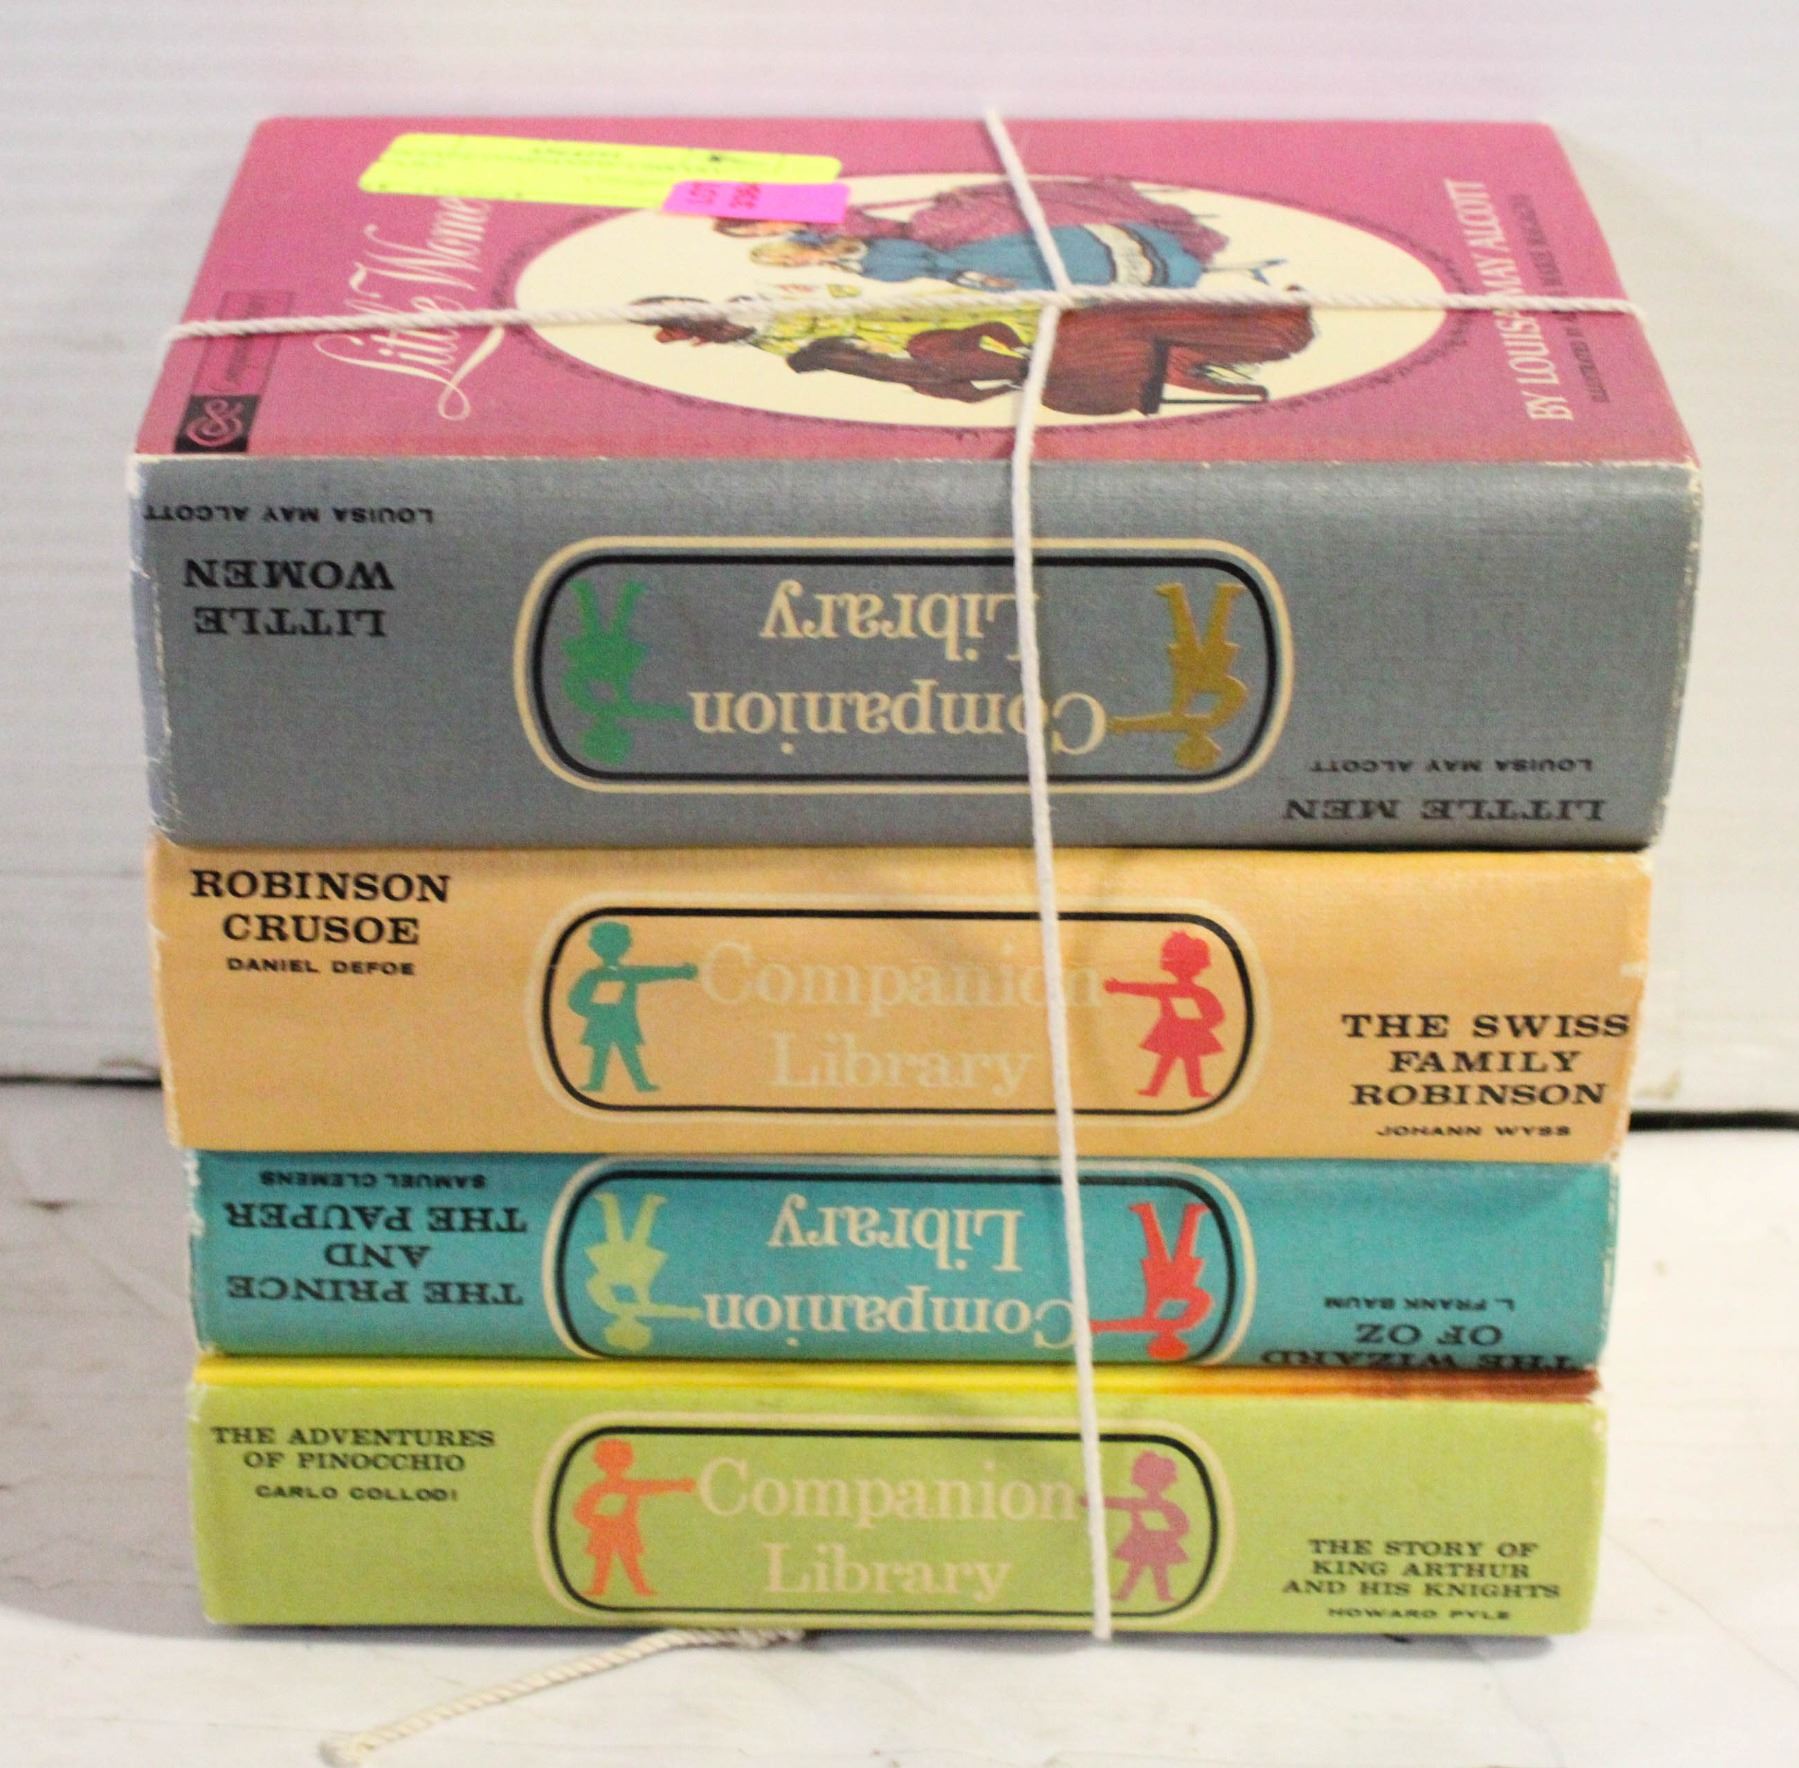 Little Women
BY LOUISA MAY ALCOTT
LOT
LITTLE
WOMEN
LOUISA MAY ALCOTT
Companion
Library
LITTLE MEN
LOUISA MAY ALCOTT
ROBINSON
CRUSOE
DANIEL DEFOE
Companion
Library
THE SWISS
FAMILY
ROBINSON
JOHANN WYSS
THE PRINCE
AND
THE PAUPER
SAMUEL CLEMENS
Companion
Library
THE WIZARD
OF OZ
L. FRANK BAUM
THE ADVENTURES
OF PINOCCHIO
CARLO COLLODI
Companion
Library
THE STORY OF
KING ARTHUR
AND HIS KNIGHTS
HOWARD PYLE